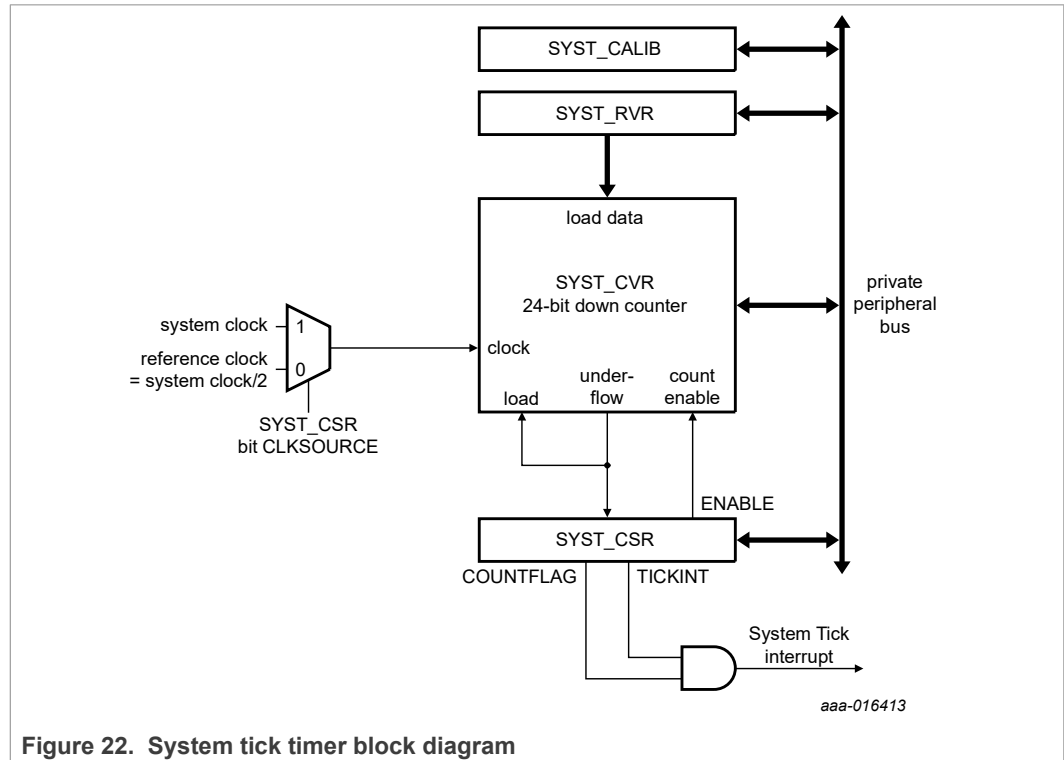 SYST_CALIB
SYST_RVR
load data
SYST_CVR
24-bit down counter
private
peripheral
bus
system clock
1
reference clock
= system clock/2
0
clock
SYST_CSR
bit CLKSOURCE
load
under-
flow
count
enable
ENABLE
SYST_CSR
COUNTFLAG
TICKINT
System Tick
interrupt
aaa-016413
Figure 22. System tick timer block diagram